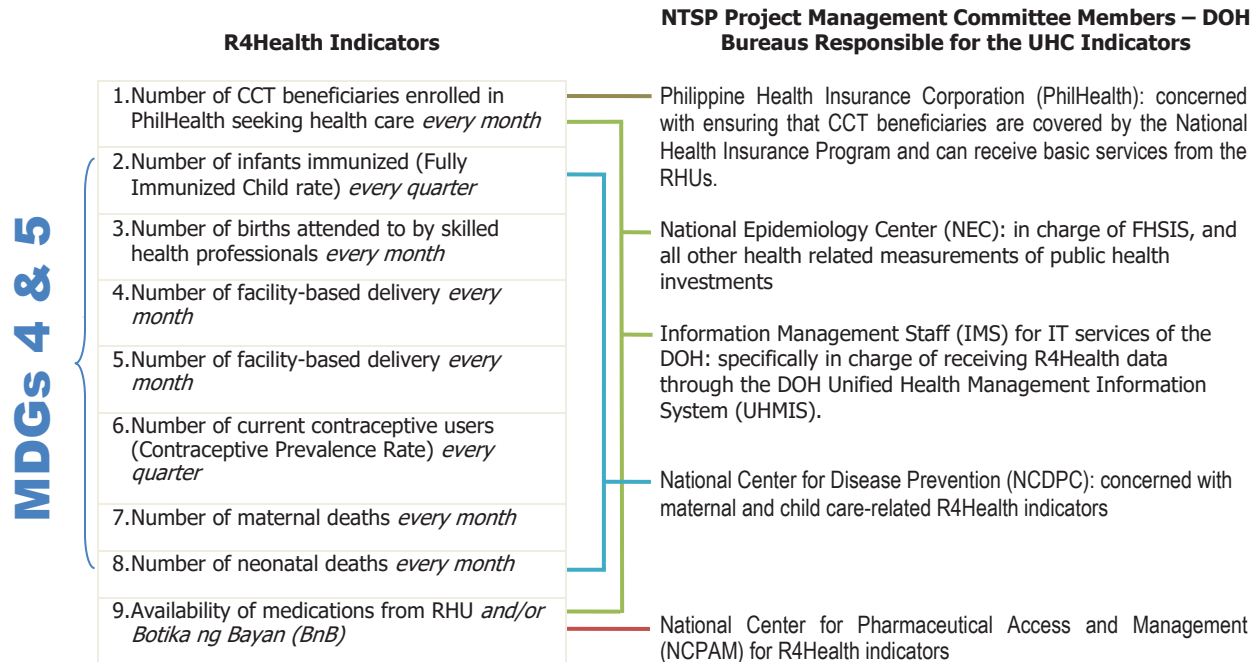 R4Health Indicators
NTSP Project Management Committee Members – DOH
Bureaus Responsible for the UHC Indicators
MDGs 4 & 5
1.Number of CCT beneficiaries enrolled in
PhilHealth seeking health care every month
2.Number of infants immunized (Fully
Immunized Child rate) every quarter
3.Number of births attended to by skilled
health professionals every month
4.Number of facility-based delivery every
month
5.Number of facility-based delivery every
month
6.Number of current contraceptive users
(Contraceptive Prevalence Rate) every
quarter
7.Number of maternal deaths every month
8.Number of neonatal deaths every month
9.Availability of medications from RHU and/or
Botika ng Bayan (BnB)
Philippine Health Insurance Corporation (PhilHealth): concerned
with ensuring that CCT beneficiaries are covered by the National
Health Insurance Program and can receive basic services from the
RHUs.
National Epidemiology Center (NEC): in charge of FHSIS, and
all other health related measurements of public health
investments
Information Management Staff (IMS) for IT services of the
DOH: specifically in charge of receiving R4Health data
through the DOH Unified Health Management Information
System (UHMIS).
National Center for Disease Prevention (NCDPC): concerned with
maternal and child care-related R4Health indicators
National Center for Pharmaceutical Access and Management
(NCPAM) for R4Health indicators